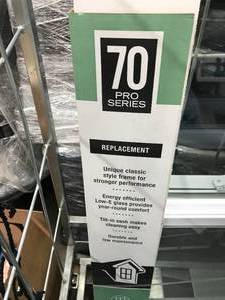 70
PRO
SERIES
REPLACEMENT
Unique classic
style frame for
stronger performance
Energy efficient
Low-E glass provides
year-round comfort
Tilt-in sash makes
cleaning easy
Durable and
low maintenance